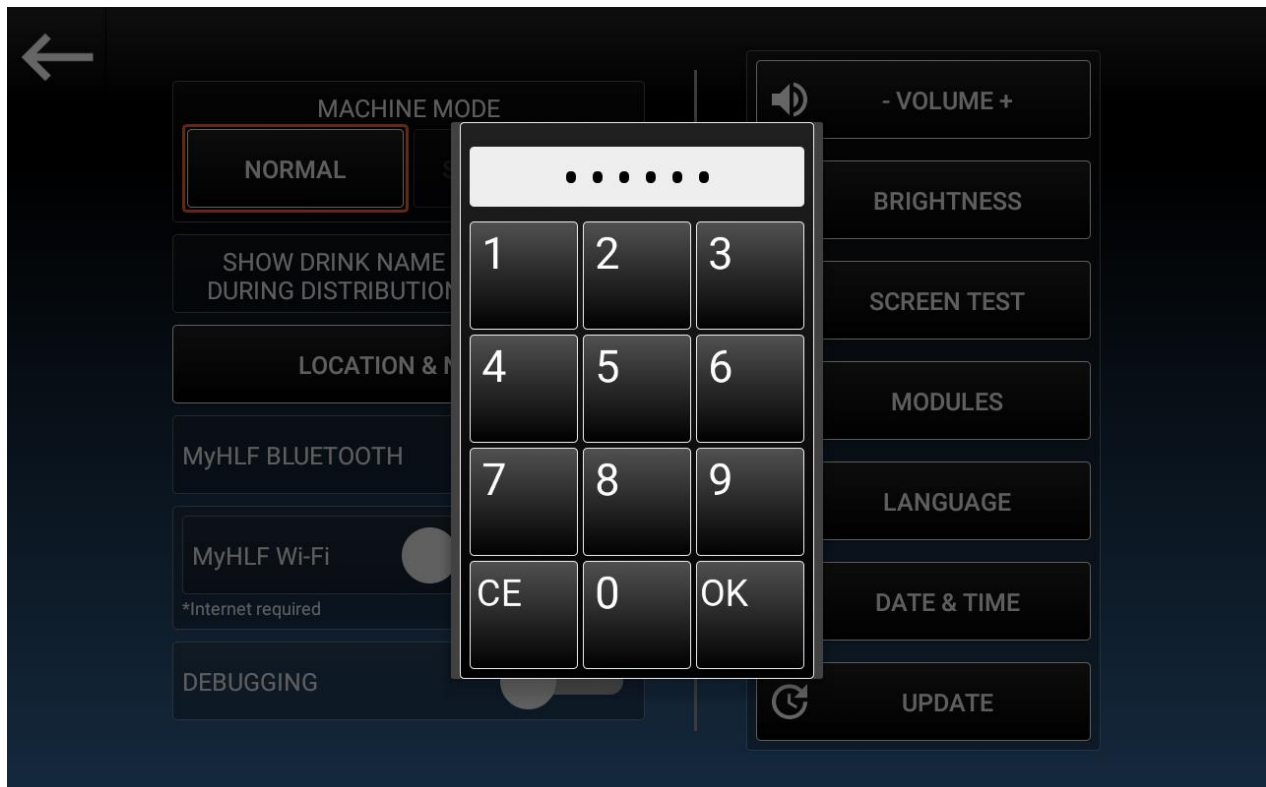 MACHINE MODE
NORMAL
SHOW DRINK NAME
DURING DISTRIBUTION
LOCATION &
MyHLF BLUETOOTH
MyHLF Wi-Fi
*Internet required
DEBUGGING
1 2 3
4 5 6
7 8 9
CE 0 OK
- VOLUME +
BRIGHTNESS
SCREEN TEST
MODULES
LANGUAGE
DATE & TIME
UPDATE